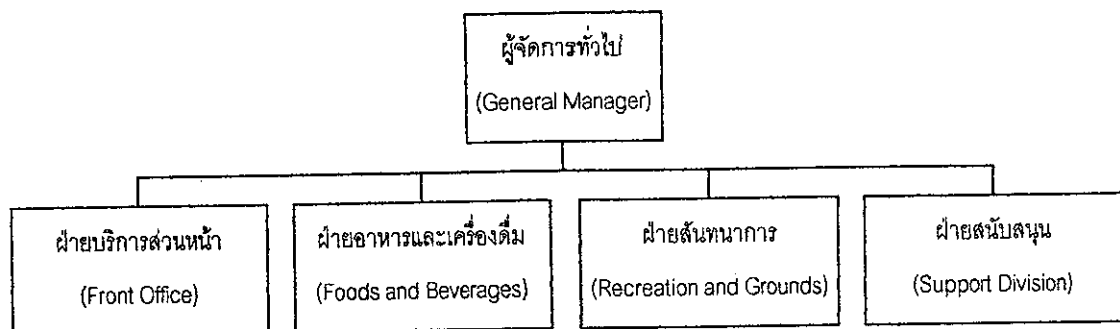 ผู้จัดการทั่วไป
(General Manager)
ฝ่ายบริการส่วนหน้า
(Front Office)
ฝ่ายอาหารและเครื่องดื่ม
(Foods and Beverages)
ฝ่ายสันทนาการ
(Recreation and Grounds)
ฝ่ายสนับสนุน
(Support Division)